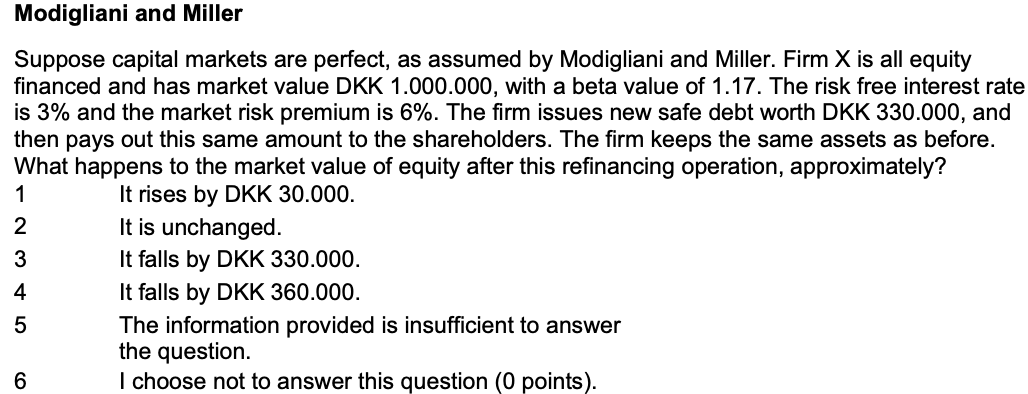 Modigliani and Miller
Suppose capital markets are perfect, as assumed by Modigliani and Miller. Firm X is all equity
financed and has market value DKK 1.000.000, with a beta value of 1.17. The risk free interest rate
is 3% and the market risk premium is 6%. The firm issues new safe debt worth DKK 330.000, and
then pays out this same amount to the shareholders. The firm keeps the same assets as before.
What happens to the market value of equity after this refinancing operation, approximately?
1 It rises by DKK 30.000.
2 It is unchanged.
3 It falls by DKK 330.000.
4 It falls by DKK 360.000.
5 The information provided is insufficient to answer
the question.
6 I choose not to answer this question (0 points).